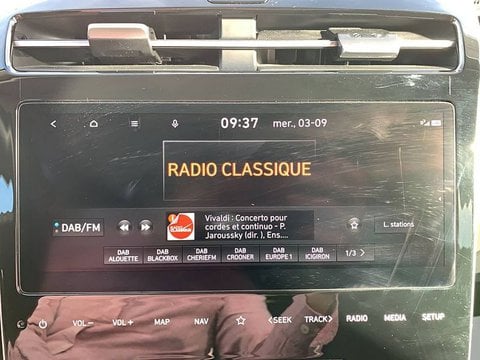 09:37 mer., 03-09
RADIO CLASSIQUE
DAB/FM
Vivaldi : Concerto pour
cordes et continuo - P.
Jaroussky (dir. ), Ens....
L. stations
DAB ALOUETTE
DAB BLACKBOX
DAB CHERIEFM
DAB CROONER
DAB EUROPE 1
DAB ICIGIRON
1/3 >
VOL− VOL+ MAP NAV <SEEK TRACK> RADIO MEDIA SETUP